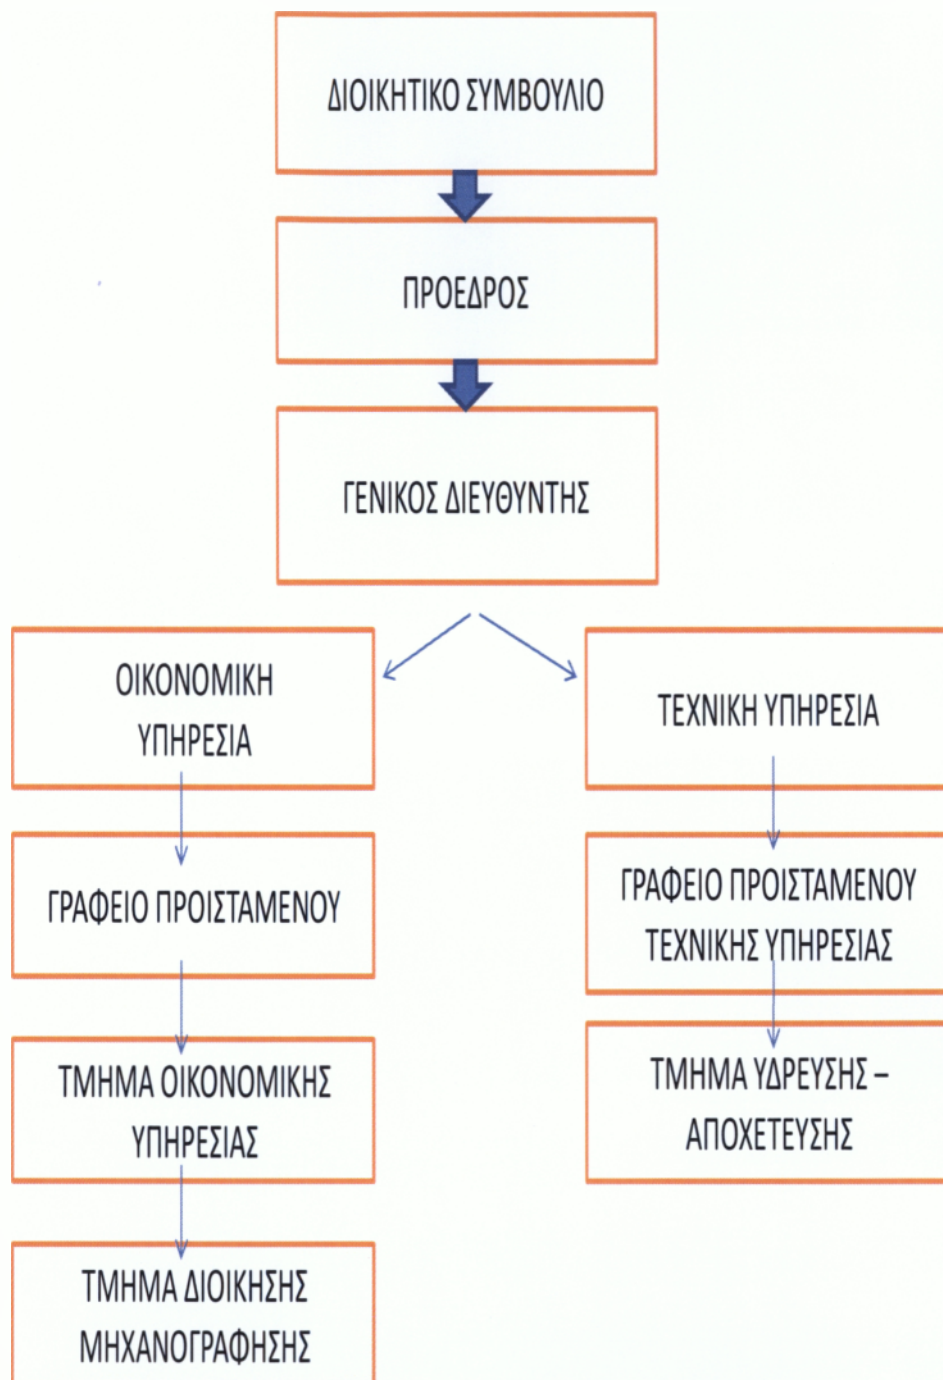 ΔΙΟΙΚΗΤΙΚΟ ΣΥΜΒΟΥΛΙΟ
ΠΡΟΕΔΡΟΣ
ΓΕΝΙΚΟΣ ΔΙΕΥΘΥΝΤΗΣ
ΟΙΚΟΝΟΜΙΚΗ
ΥΠΗΡΕΣΙΑ
ΓΡΑΦΕΙΟ ΠΡΟΙΣΤΑΜΕΝΟΥ
ΤΜΗΜΑ ΟΙΚΟΝΟΜΙΚΗΣ
ΥΠΗΡΕΣΙΑΣ
ΤΜΗΜΑ ΔΙΟΙΚΗΣΗΣ
ΜΗΧΑΝΟΓΡΑΦΗΣΗΣ
ΤΕΧΝΙΚΗ ΥΠΗΡΕΣΙΑ
ΓΡΑΦΕΙΟ ΠΡΟΙΣΤΑΜΕΝΟΥ
ΤΕΧΝΙΚΗΣ ΥΠΗΡΕΣΙΑΣ
ΤΜΗΜΑ ΥΔΡΕΥΣΗΣ –
ΑΠΟΧΕΤΕΥΣΗΣ